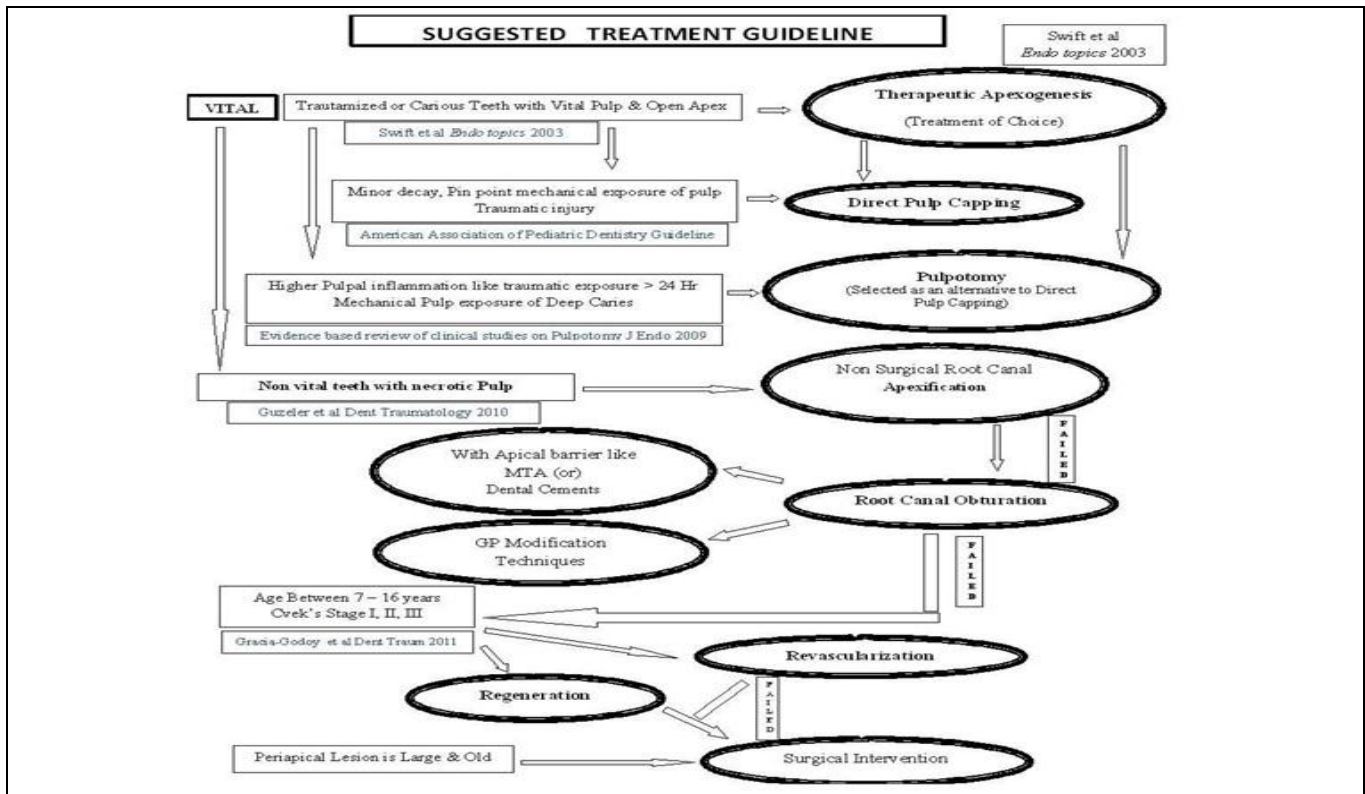 SUGGESTED TREATMENT GUIDELINE
Swift et al
Endo topics 2003
VITAL
Trautamized or Carious Teeth with Vital Pulp & Open Apex
Swift et al Endo topics 2003
Therapeutic Apexogenesis
(Treatment of Choice)
Minor decay, Pin point mechanical exposure of pulp
Traumatic injury
American Association of Pediatric Dentistry Guideline
Direct Pulp Capping
Higher Pulpal inflammation like traumatic exposure > 24 Hr
Mechanical Pulp exposure of Deep Caries
Evidence based review of clinical studies on Pulpotomy J Endo 2009
Pulpotomy
(Selected as an alternative to Direct
Pulp Capping)
Non vital teeth with necrotic Pulp
Guzeler et al Dent Traumatology 2010
Non Surgical Root Canal
Apexification
FAILED
With Apical barrier like
MTA (or)
Dental Cements
Root Canal Obturation
GP Modification
Techniques
FAILED
Age Between 7 – 16 years
Cvek's Stage I, II, III
Gracia-Godoy et al Dent Traum 2011
Revascularization
Regeneration
FAILED
Periapical Lesion is Large & Old
Surgical Intervention